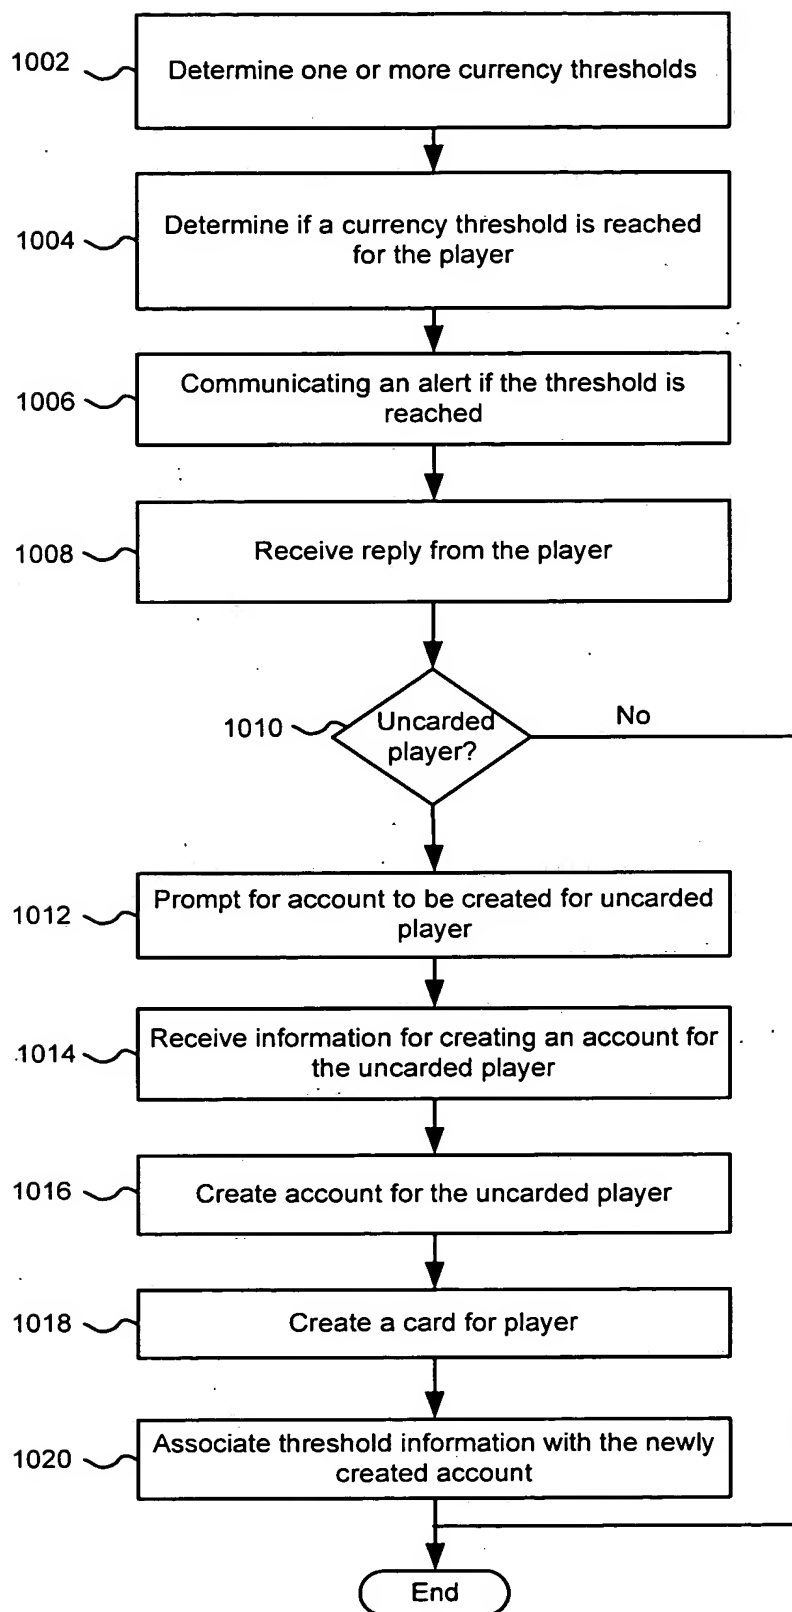 1002
Determine one or more currency thresholds
1004
Determine if a currency threshold is reached
for the player
1006
Communicating an alert if the threshold is
reached
1008
Receive reply from the player
1010
Uncarded
player?
No
1012
Prompt for account to be created for uncarded
player
1014
Receive information for creating an account for
the uncarded player
1016
Create account for the uncarded player
1018
Create a card for player
1020
Associate threshold information with the newly
created account
End